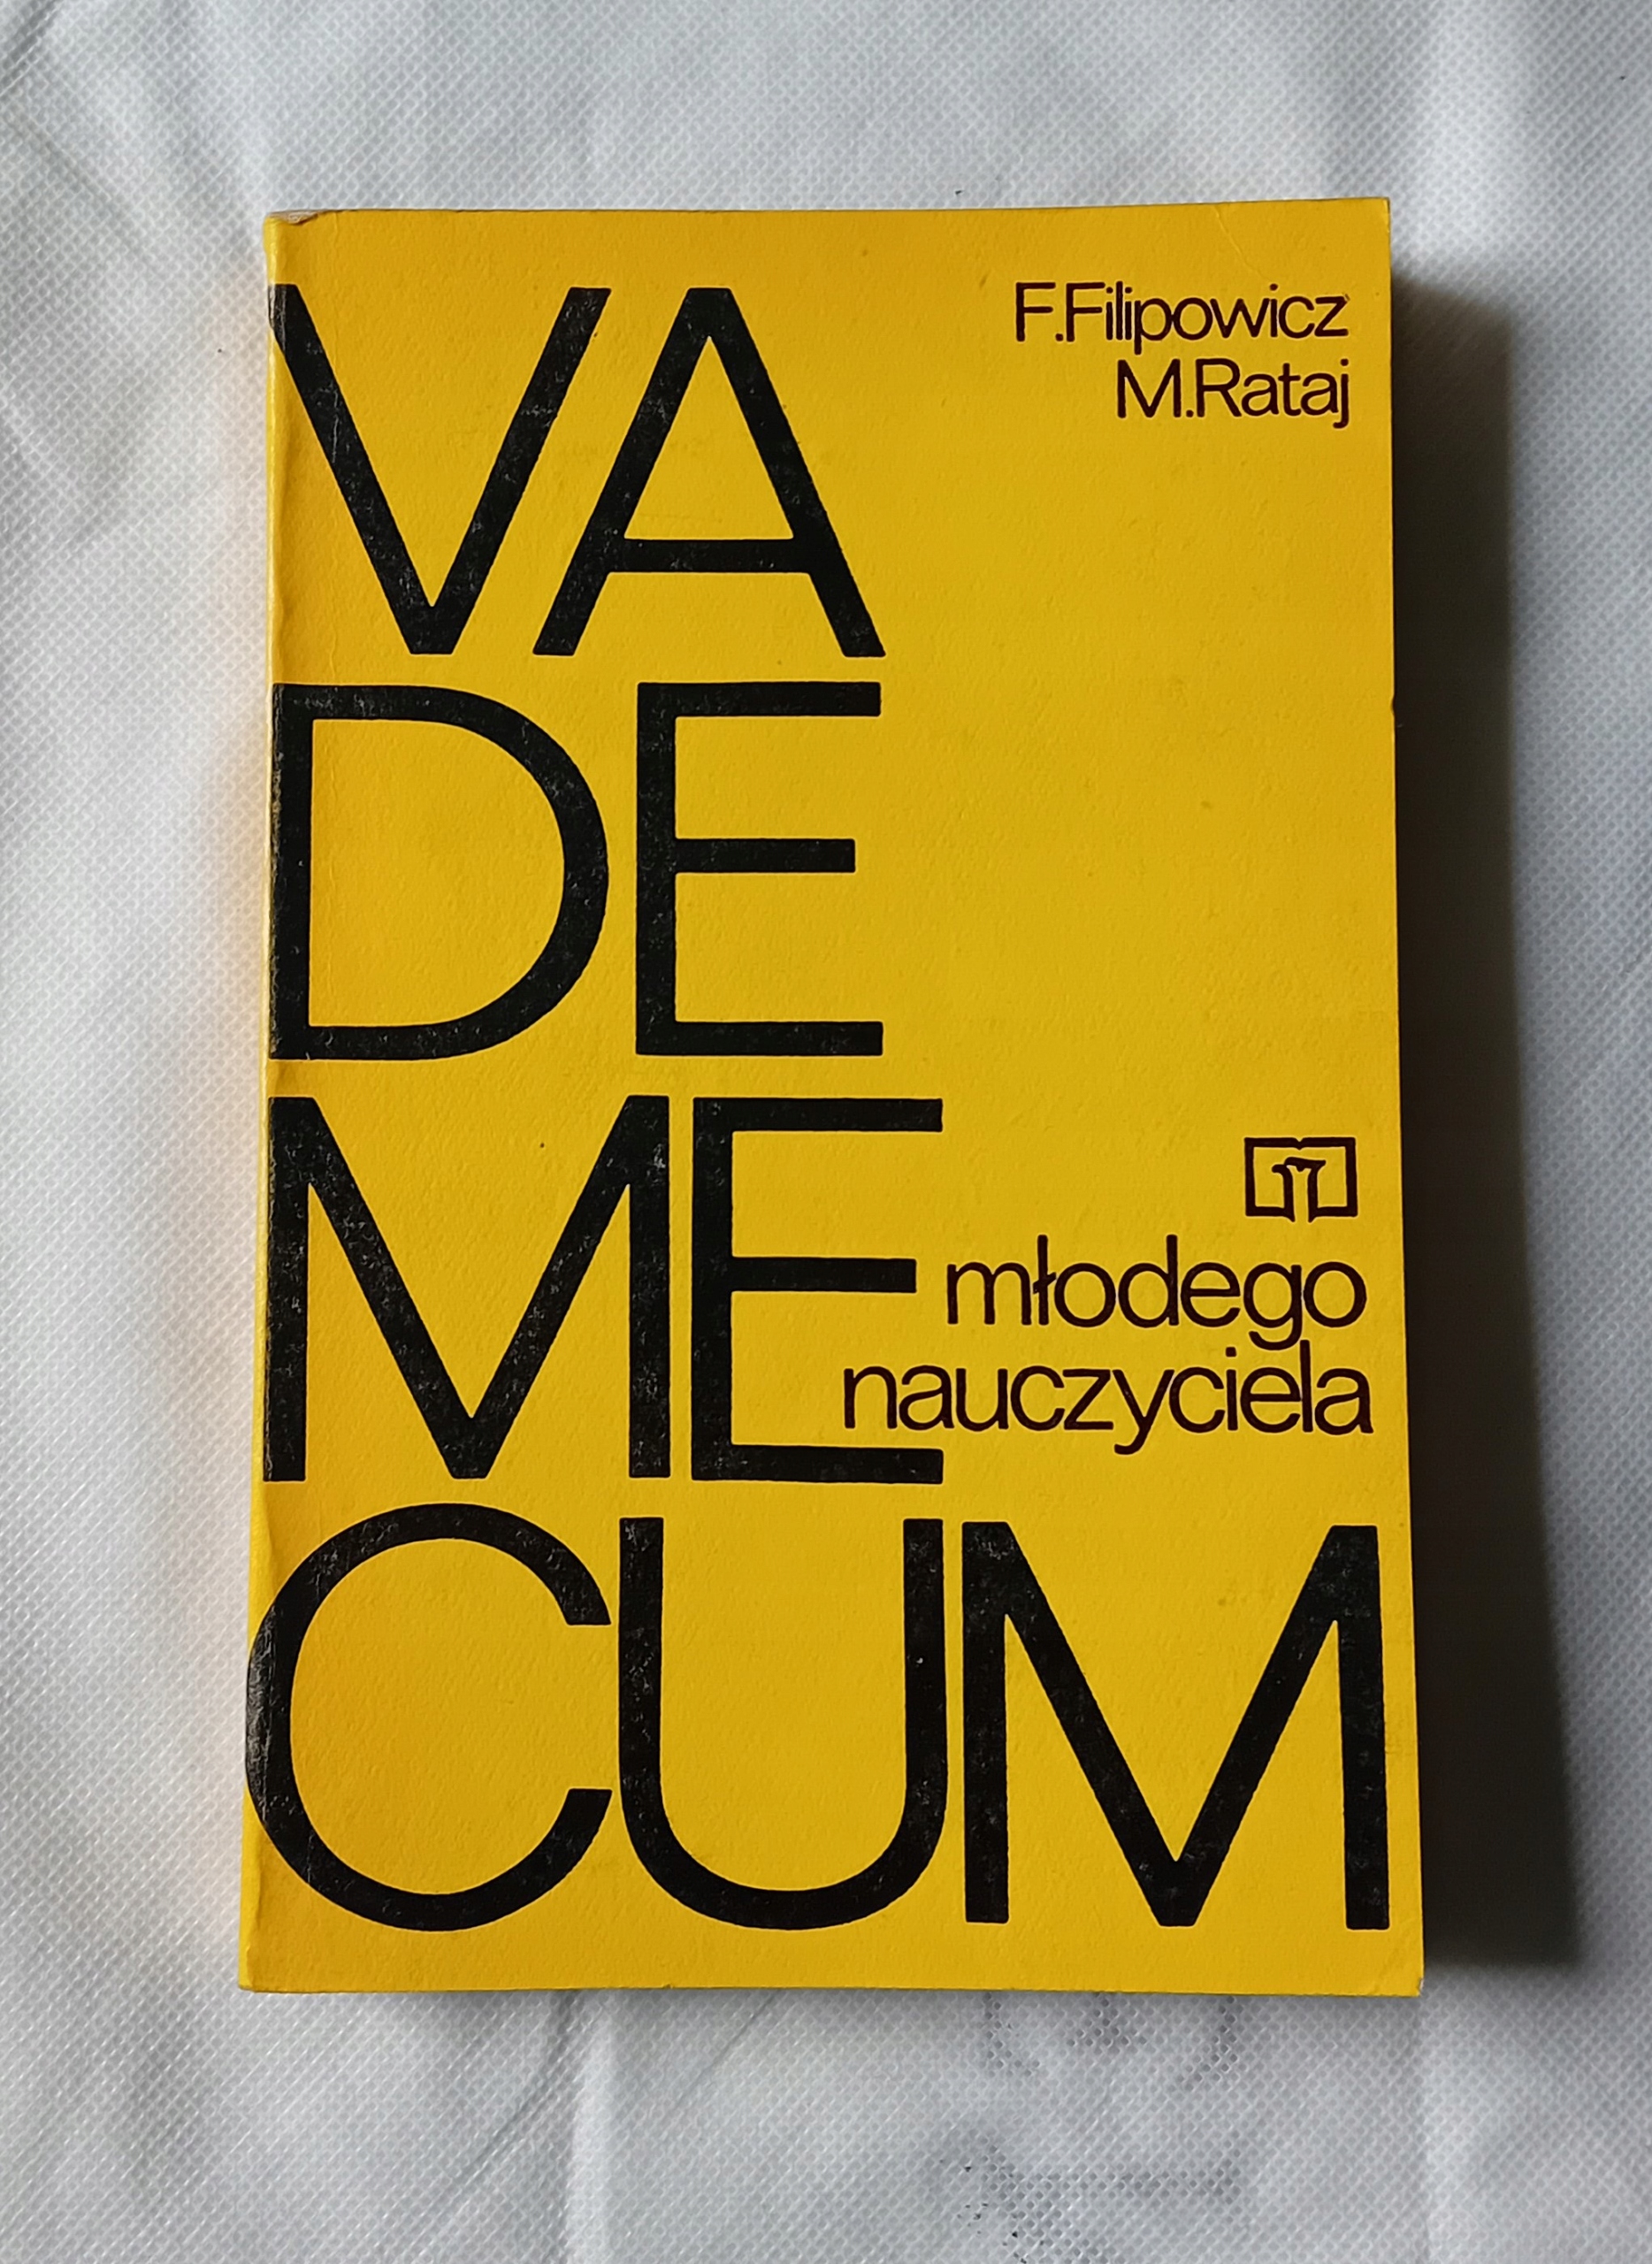 F.Filipowicz
M.Rataj
VA
DE
ME
młodego
nauczyciela
CUM